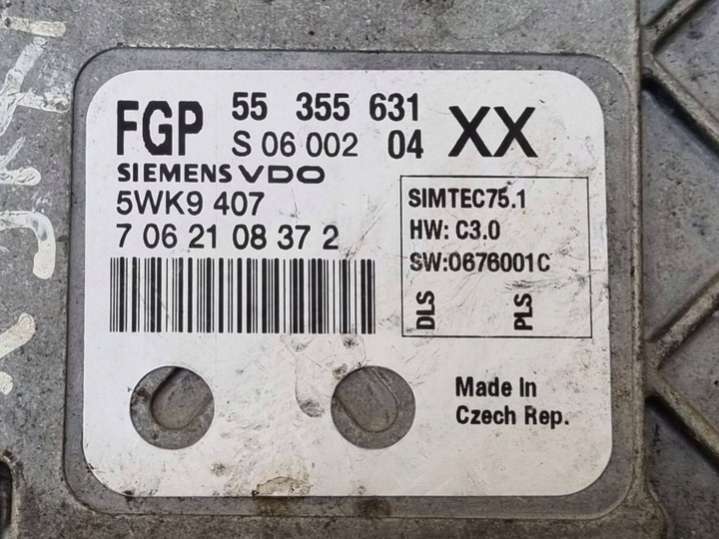 FGP 55 355 631 XX
S 06 002 04
SIEMENS VDO
5WK9 407
7 06 21 08 37 2
SIMTEC75.1
HW: C3.0
SW:0676001C
DLS PLS
Made In
Czech Rep.